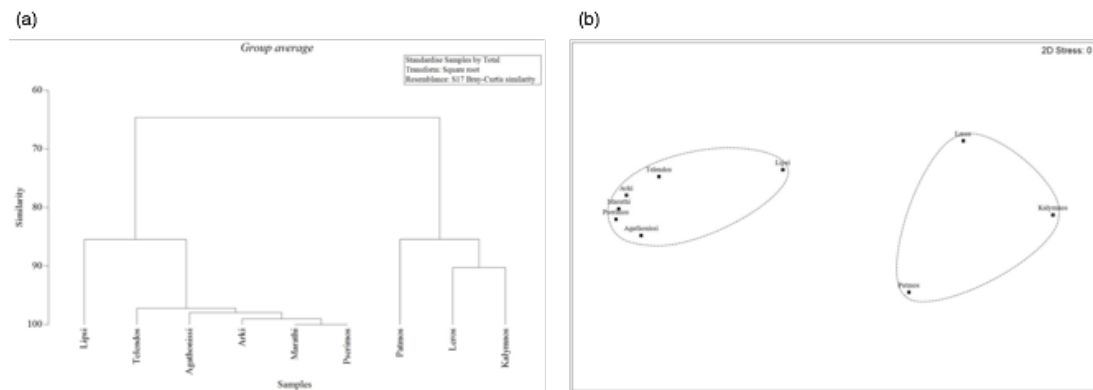 (a)
Group average
Standardise Samples by Total
Transform: Square root
Resemblance: S17 Bray-Curtis similarity
60
70
80
90
100
Similarity
Lipsi
Telendos
Agathonissi
Arki
Marathi
Pserimos
Patmos
Leros
Kalymnos
Samples
(b)
2D Stress: 0
Leros
Lipsi
Telendos
Arki
Marathi
Pserimos
Agathonissi
Kalymnos
Patmos